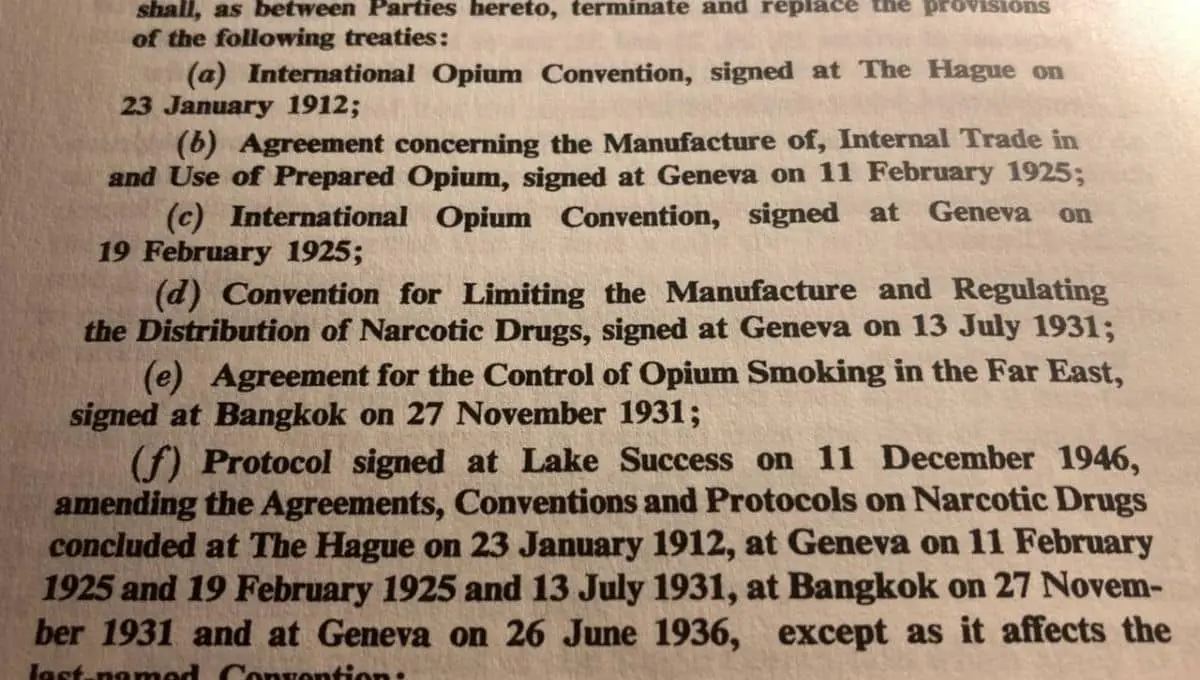 shall, as between Parties hereto, terminate and replace the provisions
of the following treaties:
(a) International Opium Convention, signed at The Hague on
23 January 1912;
(b) Agreement concerning the Manufacture of, Internal Trade in
and Use of Prepared Opium, signed at Geneva on 11 February 1925;
(c) International Opium Convention, signed at Geneva on
19 February 1925;
(d) Convention for Limiting the Manufacture and Regulating
the Distribution of Narcotic Drugs, signed at Geneva on 13 July 1931;
(e) Agreement for the Control of Opium Smoking in the Far East,
signed at Bangkok on 27 November 1931;
(f) Protocol signed at Lake Success on 11 December 1946,
amending the Agreements, Conventions and Protocols on Narcotic Drugs
concluded at The Hague on 23 January 1912, at Geneva on 11 February
1925 and 19 February 1925 and 13 July 1931, at Bangkok on 27 Novem-
ber 1931 and at Geneva on 26 June 1936, except as it affects the
last-named Convention;